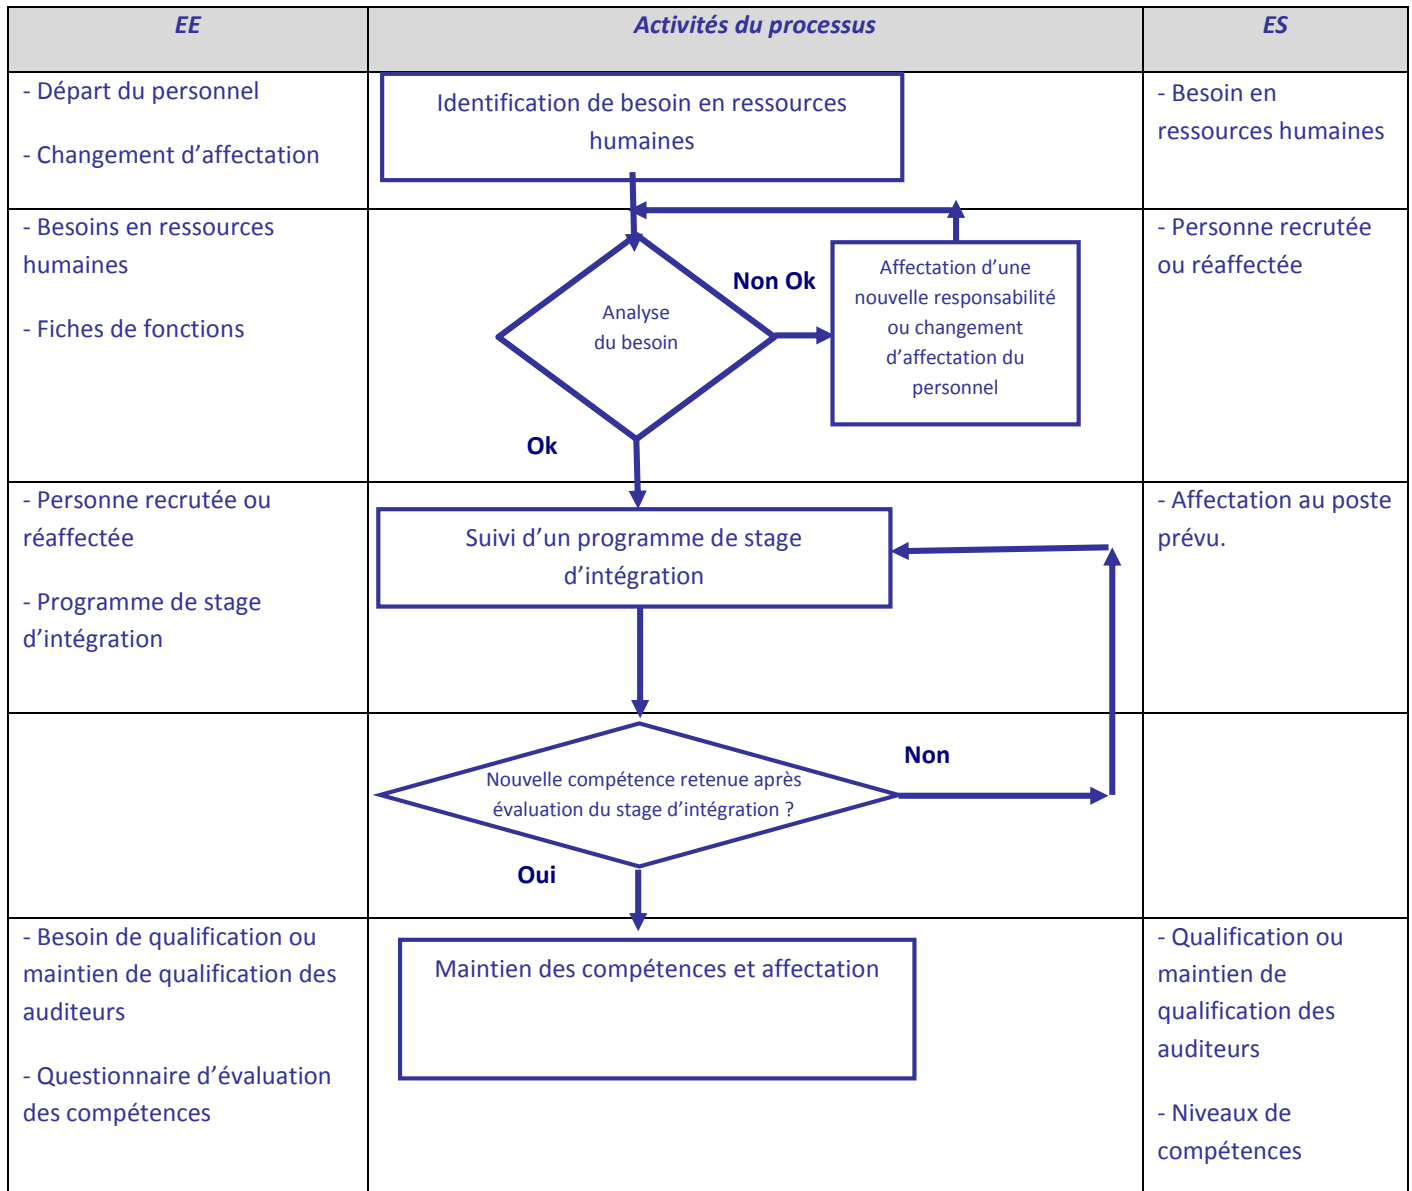 EE
Activités du processus
ES
- Départ du personnel
- Changement d’affectation
Identification de besoin en ressources
humaines
- Besoin en
ressources humaines
- Besoins en ressources
humaines
- Fiches de fonctions
Analyse
du besoin
Non Ok
Affectation d’une
nouvelle responsabilité
ou changement
d’affectation du
personnel
Ok
- Personne recrutée
ou réaffectée
- Personne recrutée ou
réaffectée
- Programme de stage
d’intégration
Suivi d’un programme de stage
d’intégration
- Affectation au poste
prévu.
Nouvelle compétence retenue après
évaluation du stage d’intégration ?
Non
Oui
- Besoin de qualification ou
maintien de qualification des
auditeurs
- Questionnaire d’évaluation
des compétences
Maintien des compétences et affectation
- Qualification ou
maintien de
qualification des
auditeurs
- Niveaux de
compétences